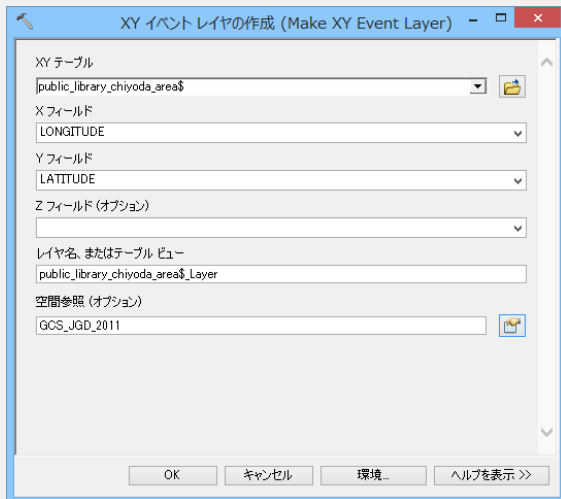 XY イベント レイヤの作成 (Make XY Event Layer)
XY テーブル
public_library_chiyoda_area$
X フィールド
LONGITUDE
Y フィールド
LATITUDE
Z フィールド (オプション)
レイヤ名、またはテーブル ビュー
public_library_chiyoda_area$_Layer
空間参照 (オプション)
GCS_JGD_2011
OK キャンセル 環境... ヘルプを表示 >>